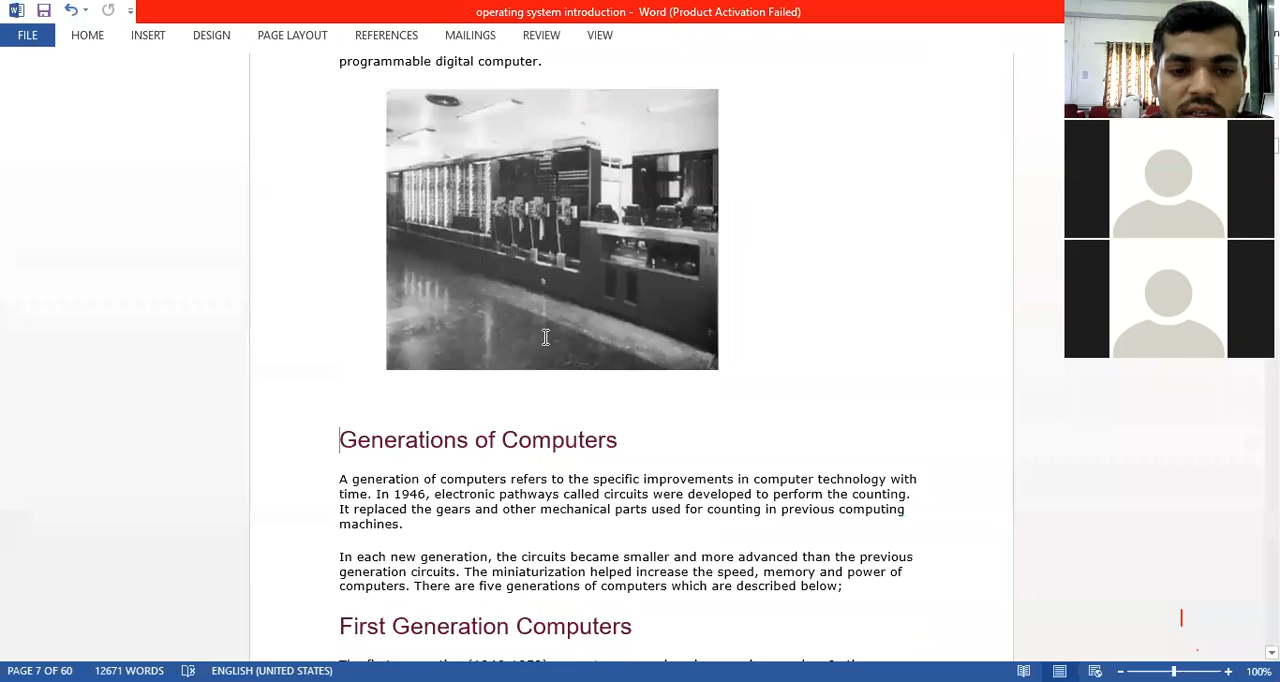 operating system introduction - Word (Product Activation Failed)
FILE HOME INSERT DESIGN PAGE LAYOUT REFERENCES MAILINGS REVIEW VIEW
programmable digital computer.
Generations of Computers
A generation of computers refers to the specific improvements in computer technology with
time. In 1946, electronic pathways called circuits were developed to perform the counting.
It replaced the gears and other mechanical parts used for counting in previous computing
machines.
In each new generation, the circuits became smaller and more advanced than the previous
generation circuits. The miniaturization helped increase the speed, memory and power of
computers. There are five generations of computers which are described below;
First Generation Computers
PAGE 7 OF 60 12671 WORDS ENGLISH (UNITED STATES) 100%